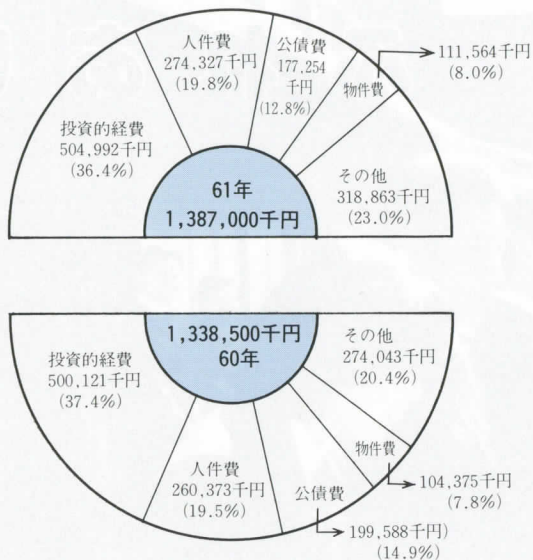 人件費
274,327千円
(19.8%)
公債費
177,254
千円
(12.8%)
物件費
111,564千円
(8.0%)
投資的経費
504,992千円
(36.4%)
その他
318,863千円
(23.0%)
61年
1,387,000千円
1,338,500千円
60年
投資的経費
500,121千円
(37.4%)
人件費
260,373千円
(19.5%)
公債費
199,588千円)
(14.9%)
物件費
104,375千円
(7.8%)
その他
274,043千円
(20.4%)